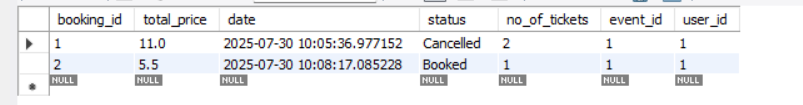 booking_id total_price date status no_of_tickets event_id user_id
1 11.0 2025-07-30 10:05:36.977152 Cancelled 2 1 1
2 5.5 2025-07-30 10:08:17.085228 Booked 1 1 1
NULL NULL NULL NULL NULL NULL NULL